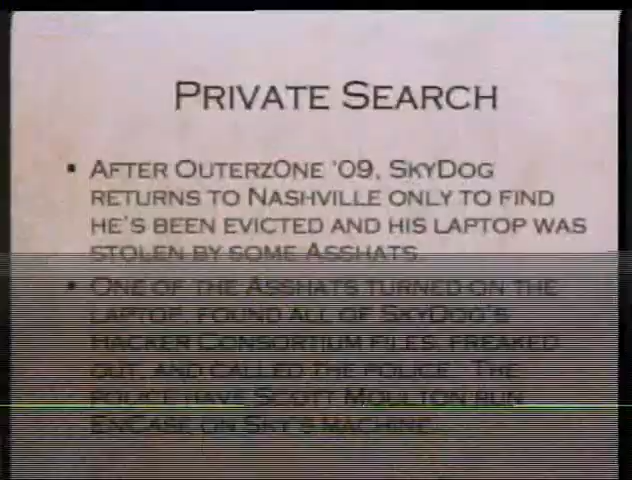 PRIVATE SEARCH
• AFTER OUTERZONE '09, SKYDOG
RETURNS TO NASHVILLE ONLY TO FIND
HE'S BEEN EVICTED AND HIS LAPTOP WAS
STOLEN BY SOME ASSHATS.
• ONE OF THE ASSHATS TURNED ON THE
LAPTOP, FOUND ALL OF SKYDOG'S
HACKER CONSORTIUM FILES, FREAKED
OUT, AND CALLED THE POLICE. THE
POLICE HAVE SCOTT MOULTON RUN
ENCASE ON SKY'S MACHINE...